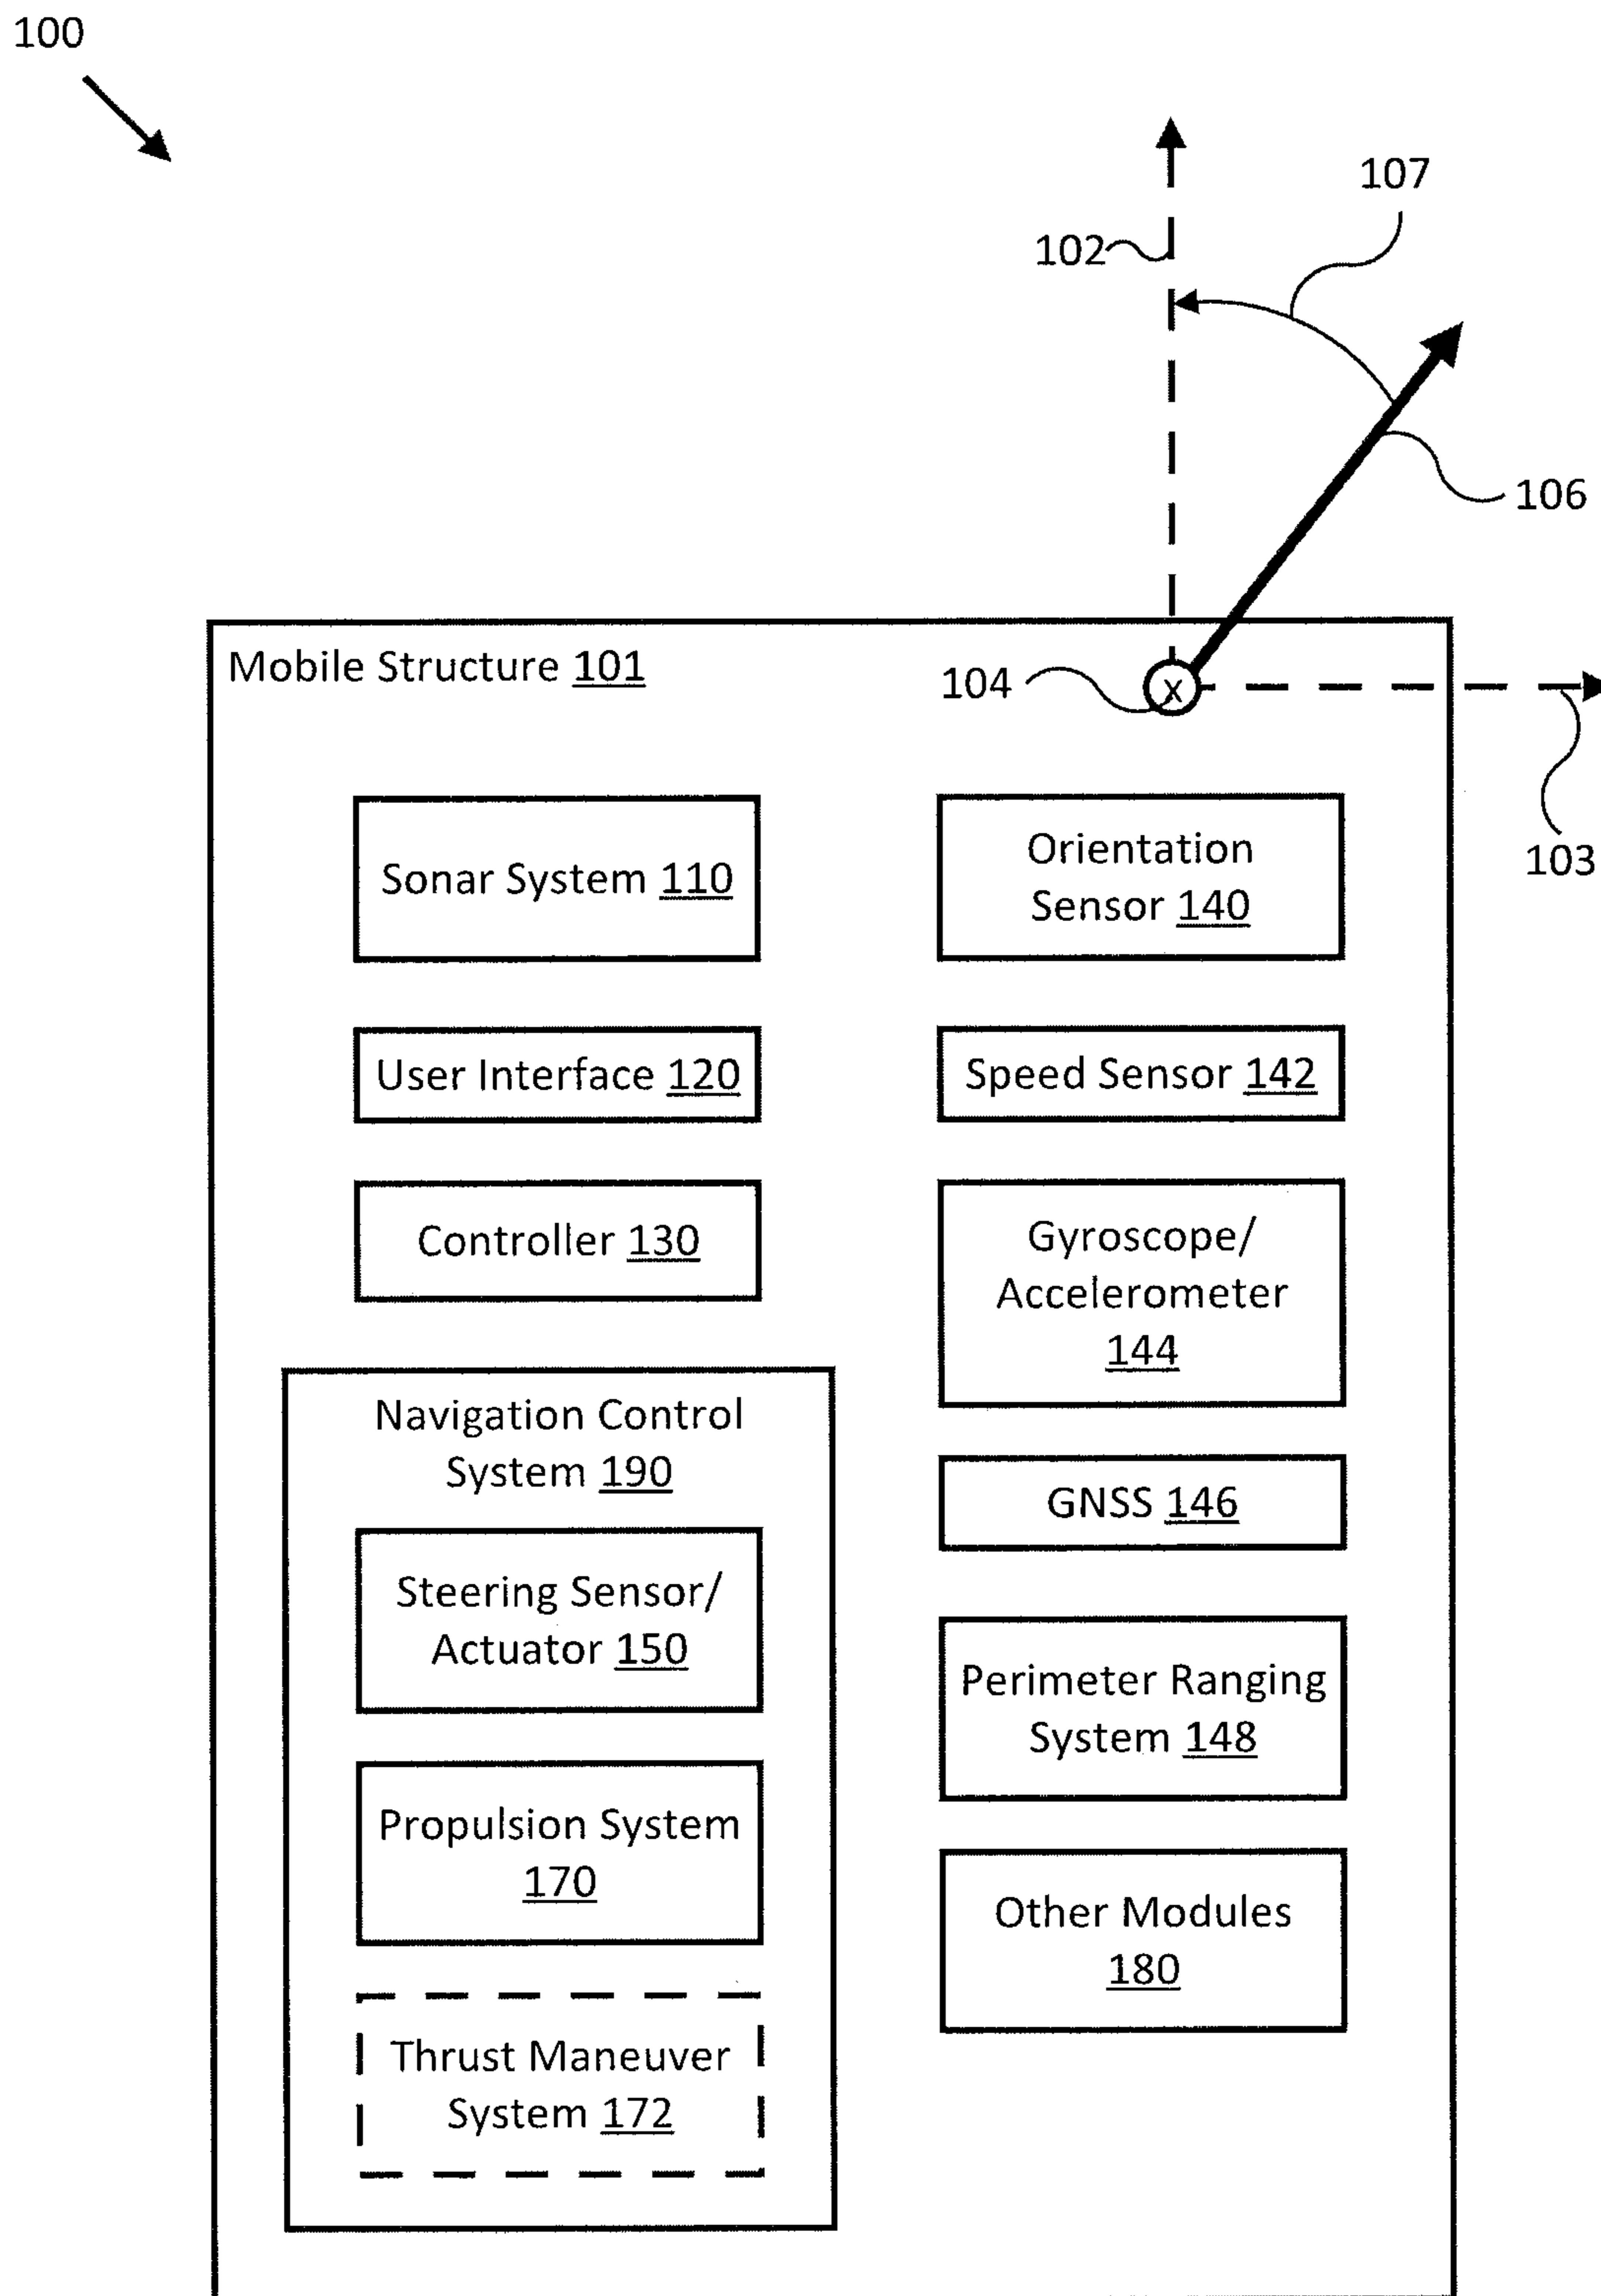 100
107
102
106
Mobile Structure 101
104
X
103
Sonar System 110
Orientation
Sensor 140
User Interface 120
Speed Sensor 142
Controller 130
Gyroscope/
Accelerometer
144
Navigation Control
System 190
GNSS 146
Steering Sensor/
Actuator 150
Perimeter Ranging
System 148
Propulsion System
170
Other Modules
180
Thrust Maneuver
System 172